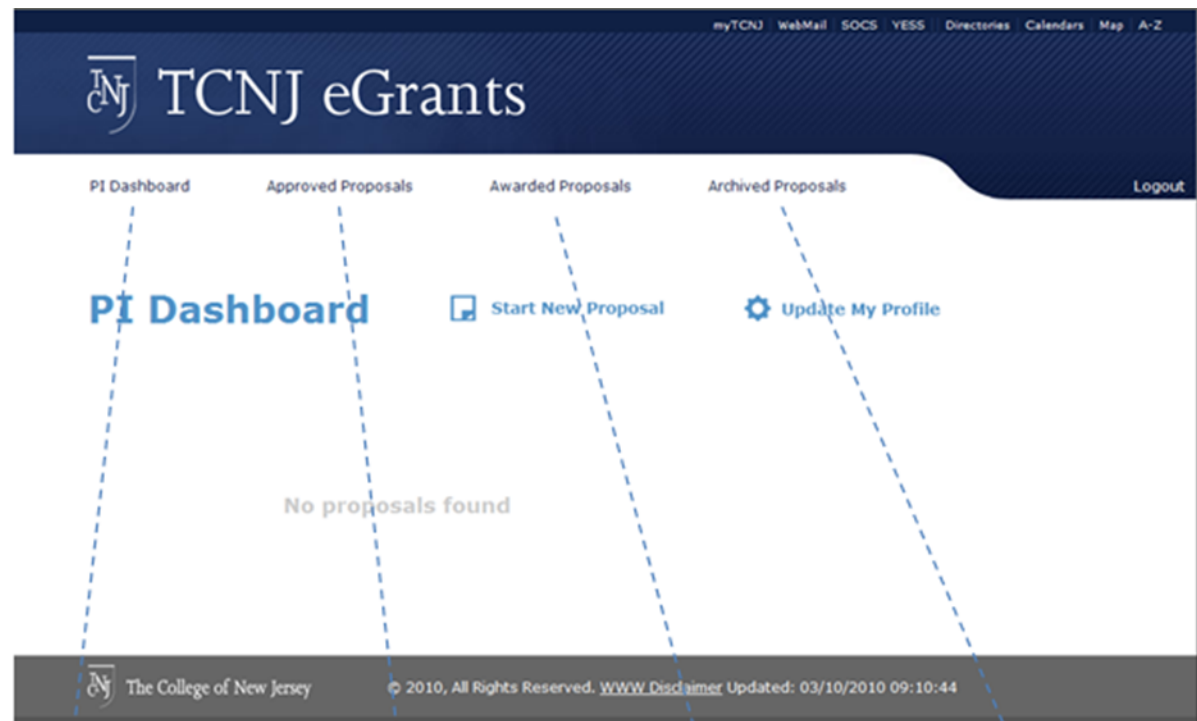 myTCNJ WebMail SOCS YESS Directories Calendars Map A-Z
TCNJ TCNJ eGrants
PI Dashboard Approved Proposals Awarded Proposals Archived Proposals Logout
PI Dashboard Start New Proposal Update My Profile
No proposals found
TCNJ The College of New Jersey © 2010, All Rights Reserved. WWW Disclaimer Updated: 03/10/2010 09:10:44